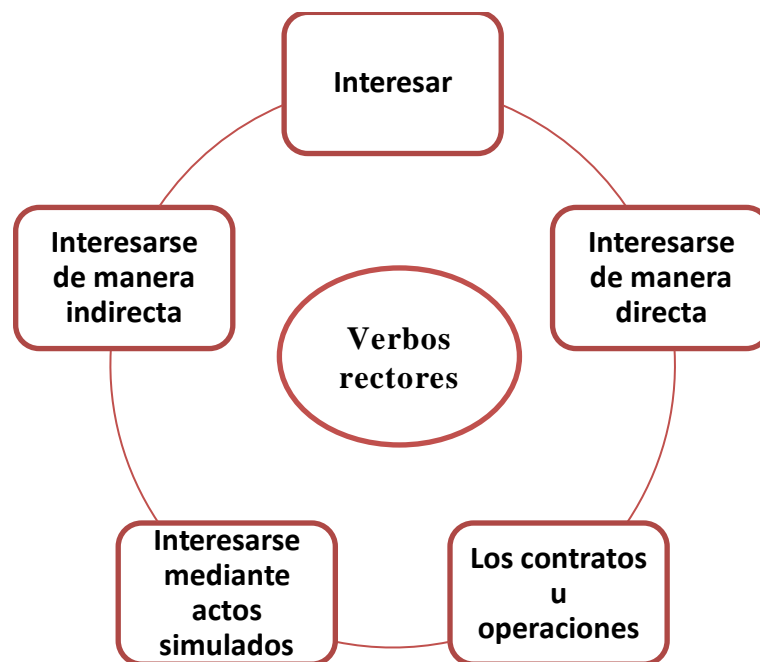 Interesar
Interesarse
de manera
directa
Los contratos
u
operaciones
Interesarse
mediante
actos
simulados
Interesarse
de manera
indirecta
Verbos
rectores